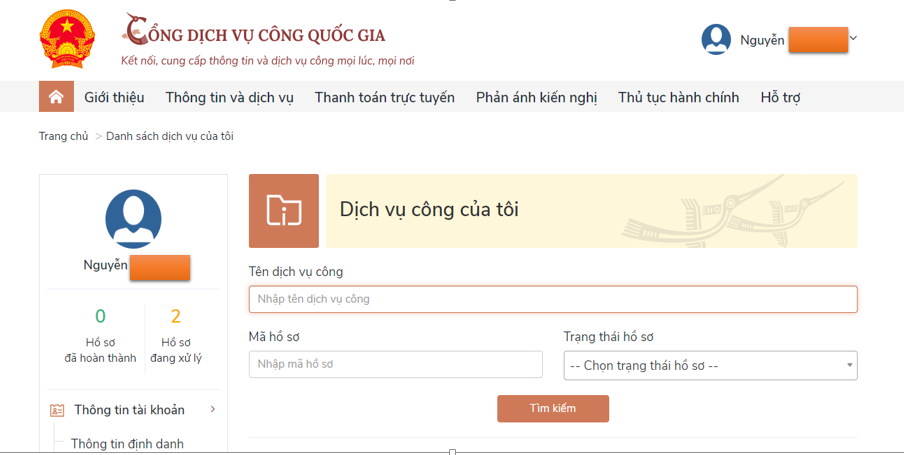 CỔNG DỊCH VỤ CÔNG QUỐC GIA
Kết nối, cung cấp thông tin và dịch vụ công mọi lúc, mọi nơi
Nguyễn
Giới thiệu Thông tin và dịch vụ Thanh toán trực tuyến Phản ánh kiến nghị Thủ tục hành chính Hỗ trợ
Trang chủ > Danh sách dịch vụ của tôi
Nguyễn
0
Hồ sơ
đã hoàn thành
2
Hồ sơ
đang xử lý
Thông tin tài khoản
Thông tin định danh
Dịch vụ công của tôi
Tên dịch vụ công
Nhập tên dịch vụ công
Mã hồ sơ
Nhập mã hồ sơ
Trạng thái hồ sơ
-- Chọn trạng thái hồ sơ --
Tìm kiếm